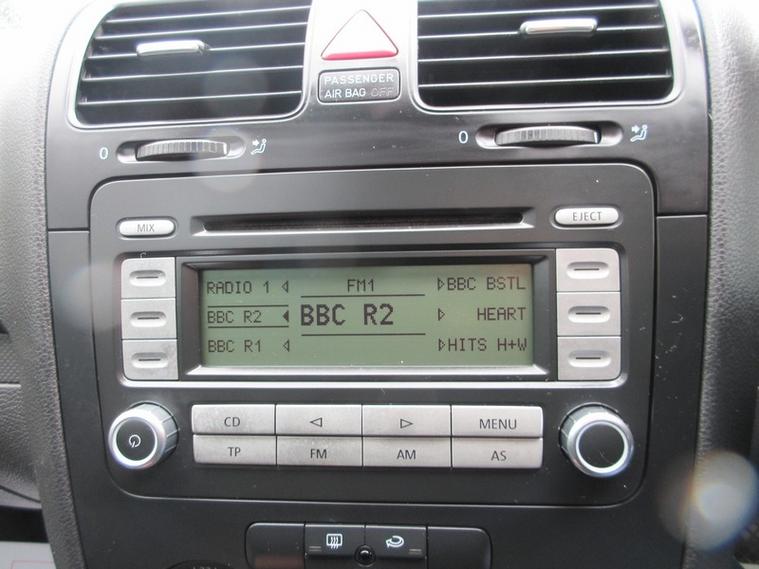 PASSENGER
AIR BAG OFF
0
0
MIX
EJECT
RADIO 1 FM1 BBC BSTL
BBC R2 BBC R2 HEART
BBC R1 HITS H+W
CD MENU
TP FM AM AS